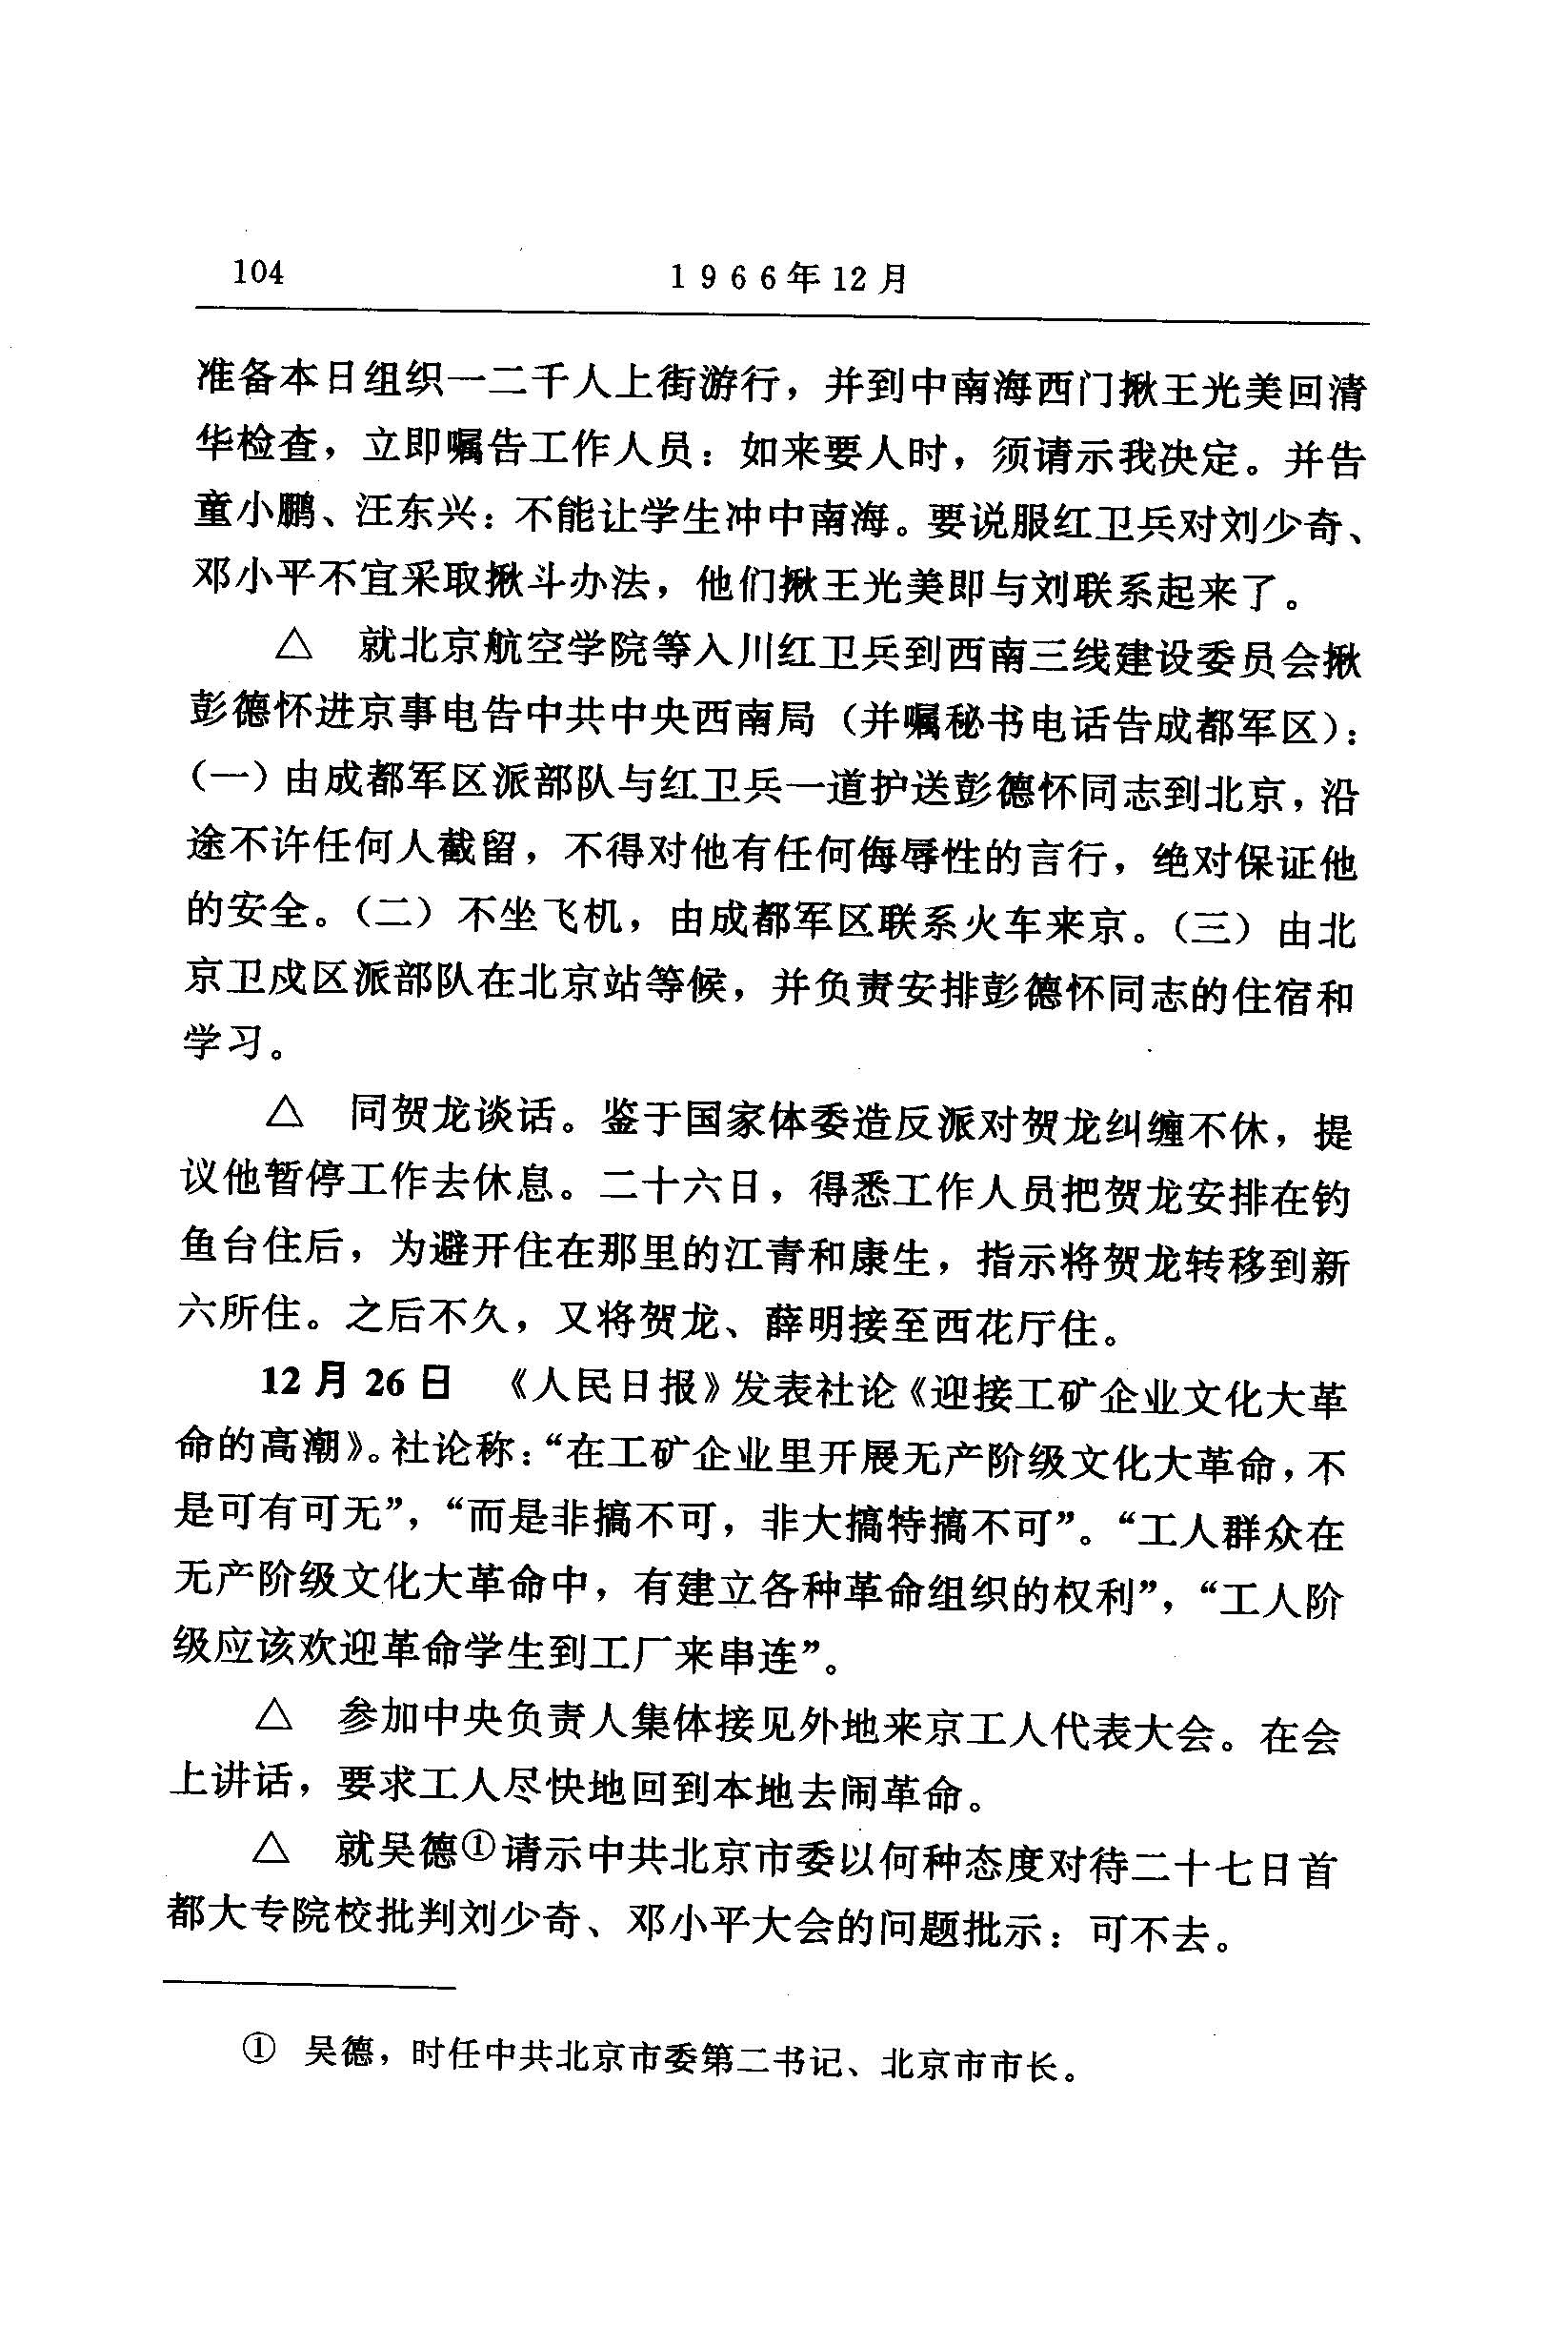 104
1966年12月
准备本日组织一二千人上街游行，并到中南海西门揪王光美回清
华检查，立即嘱告工作人员：如来要人时，须请示我决定。并告
童小鹏、汪东兴：不能让学生冲中南海。要说服红卫兵对刘少奇、
邓小平不宜采取揪斗办法，他们揪王光美即与刘联系起来了。
△ 就北京航空学院等入川红卫兵到西南三线建设委员会揪
彭德怀进京事电告中共中央西南局（并嘱秘书电话告成都军区）：
（一）由成都军区派部队与红卫兵一道护送彭德怀同志到北京，沿
途不许任何人截留，不得对他有任何侮辱性的言行，绝对保证他
的安全。（二）不坐飞机，由成都军区联系火车来京。（三）由北
京卫戍区派部队在北京站等候，并负责安排彭德怀同志的住宿和
学习。
△ 同贺龙谈话。鉴于国家体委造反派对贺龙纠缠不休，提
议他暂停工作去休息。二十六日，得悉工作人员把贺龙安排在钓
鱼台住后，为避开住在那里的江青和康生，指示将贺龙转移到新
六所住。之后不久，又将贺龙、薛明接至西花厅住。
12月26日 《人民日报》发表社论《迎接工矿企业文化大革
命的高潮》。社论称：“在工矿企业里开展无产阶级文化大革命，不
是可有可无”，“而是非搞不可，非大搞特搞不可”。“工人群众在
无产阶级文化大革命中，有建立各种革命组织的权利”，“工人阶
级应该欢迎革命学生到工厂来串连”。
△ 参加中央负责人集体接见外地来京工人代表大会。在会
上讲话，要求工人尽快地回到本地去闹革命。
△ 就吴德①请示中共北京市委以何种态度对待二十七日首
都大专院校批判刘少奇、邓小平大会的问题批示：可不去。
① 吴德，时任中共北京市委第二书记、北京市市长。